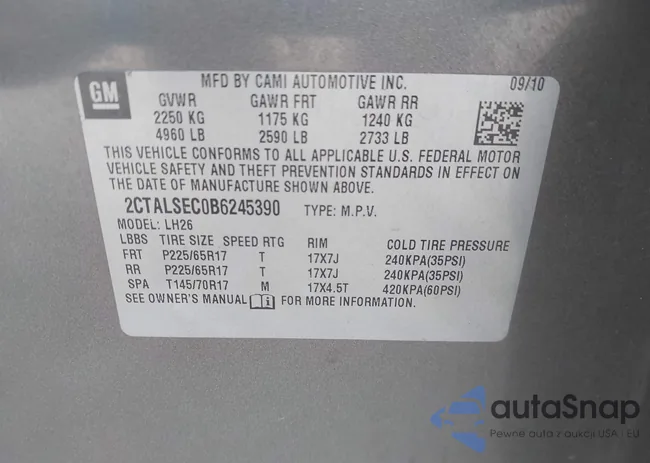 GM
MFD BY CAMI AUTOMOTIVE INC. 09/10
GVWR GAWR FRT GAWR RR
2250 KG 1175 KG 1240 KG
4960 LB 2590 LB 2733 LB
THIS VEHICLE CONFORMS TO ALL APPLICABLE U.S. FEDERAL MOTOR
VEHICLE SAFETY AND THEFT PREVENTION STANDARDS IN EFFECT ON
THE DATE OF MANUFACTURE SHOWN ABOVE.
2CTALSEC0B6245390 TYPE: M.P.V.
MODEL: LH26
LBBS TIRE SIZE SPEED RTG RIM COLD TIRE PRESSURE
FRT P225/65R17 T 17X7J 240KPA(35PSI)
RR P225/65R17 T 17X7J 240KPA(35PSI)
SPA T145/70R17 M 17X4.5T 420KPA(60PSI)
SEE OWNER'S MANUAL FOR MORE INFORMATION.
autoSnap
Pewne auta z aukcji USA i EU